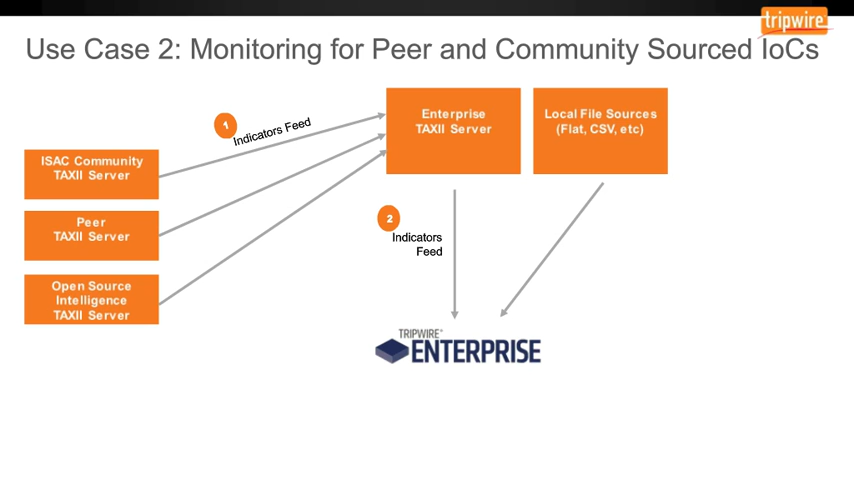 tripwire
Use Case 2: Monitoring for Peer and Community Sourced IoCs
1
Indicators Feed
Enterprise
TAXII Server
Local File Sources
(Flat, CSV, etc)
ISAC Community
TAXII Server
Peer
TAXII Server
Open Source
Intelligence
TAXII Server
2
Indicators
Feed
TRIPWIRE
ENTERPRISE